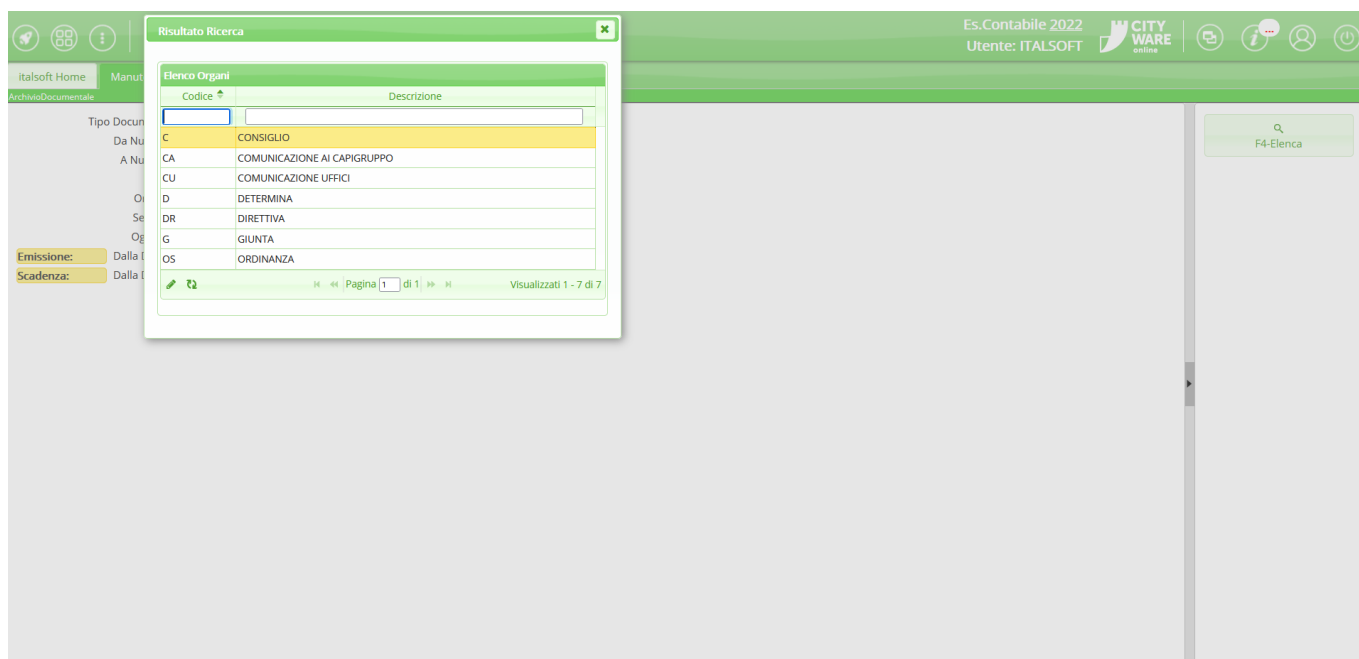 Risultato Ricerca
Es.Contabile 2022
Utente: ITALSOFT
CITY
WARE
online
italsoft Home
Manut
ArchivioDocumentale
Elenco Organi
Codice Descrizione
C CONSIGLIO
CA COMUNICAZIONE AI CAPIGRUPPO
CU COMUNICAZIONE UFFICI
D DETERMINA
DR DIRETTIVA
G GIUNTA
OS ORDINANZA
Pagina 1 di 1
Visualizzati 1 - 7 di 7
Tipo Docum
Da Nu
A Nu
Se
Og
Emissione: Dalla
Scadenza: Dalla
F4-Elenca